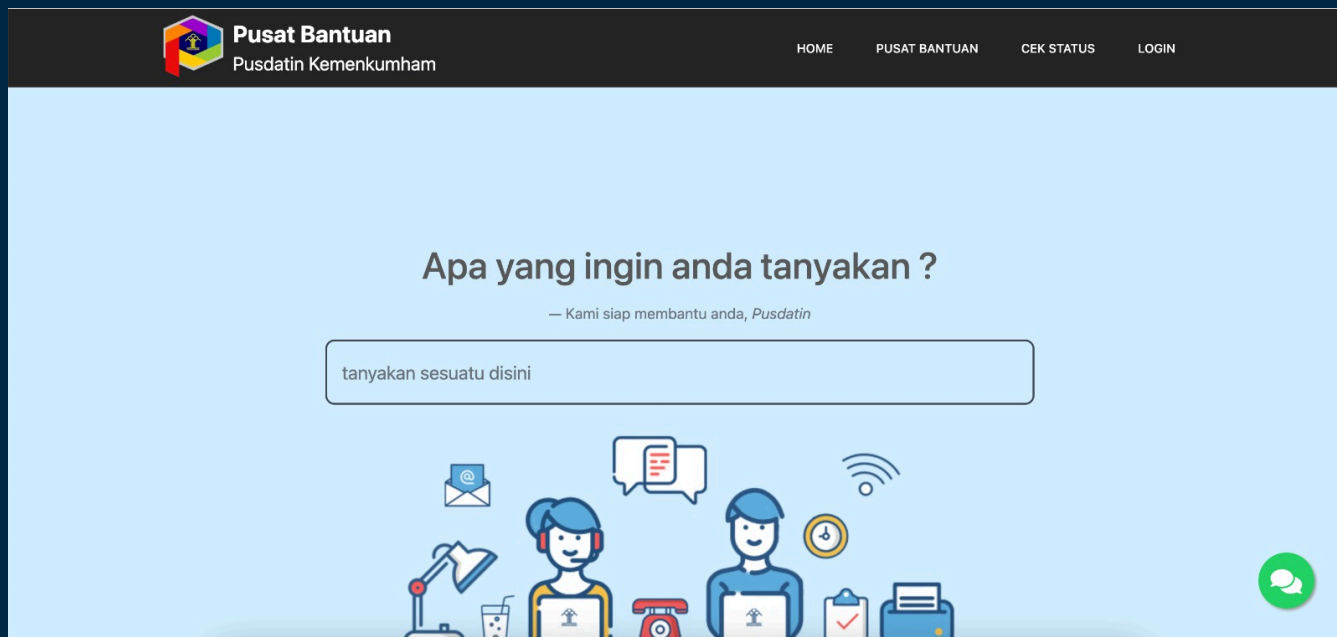 Pusat Bantuan
Pusdatin Kemenkumham
HOME PUSAT BANTUAN CEK STATUS LOGIN
Apa yang ingin anda tanyakan ?
— Kami siap membantu anda, Pusdatin
tanyakan sesuatu disini
@